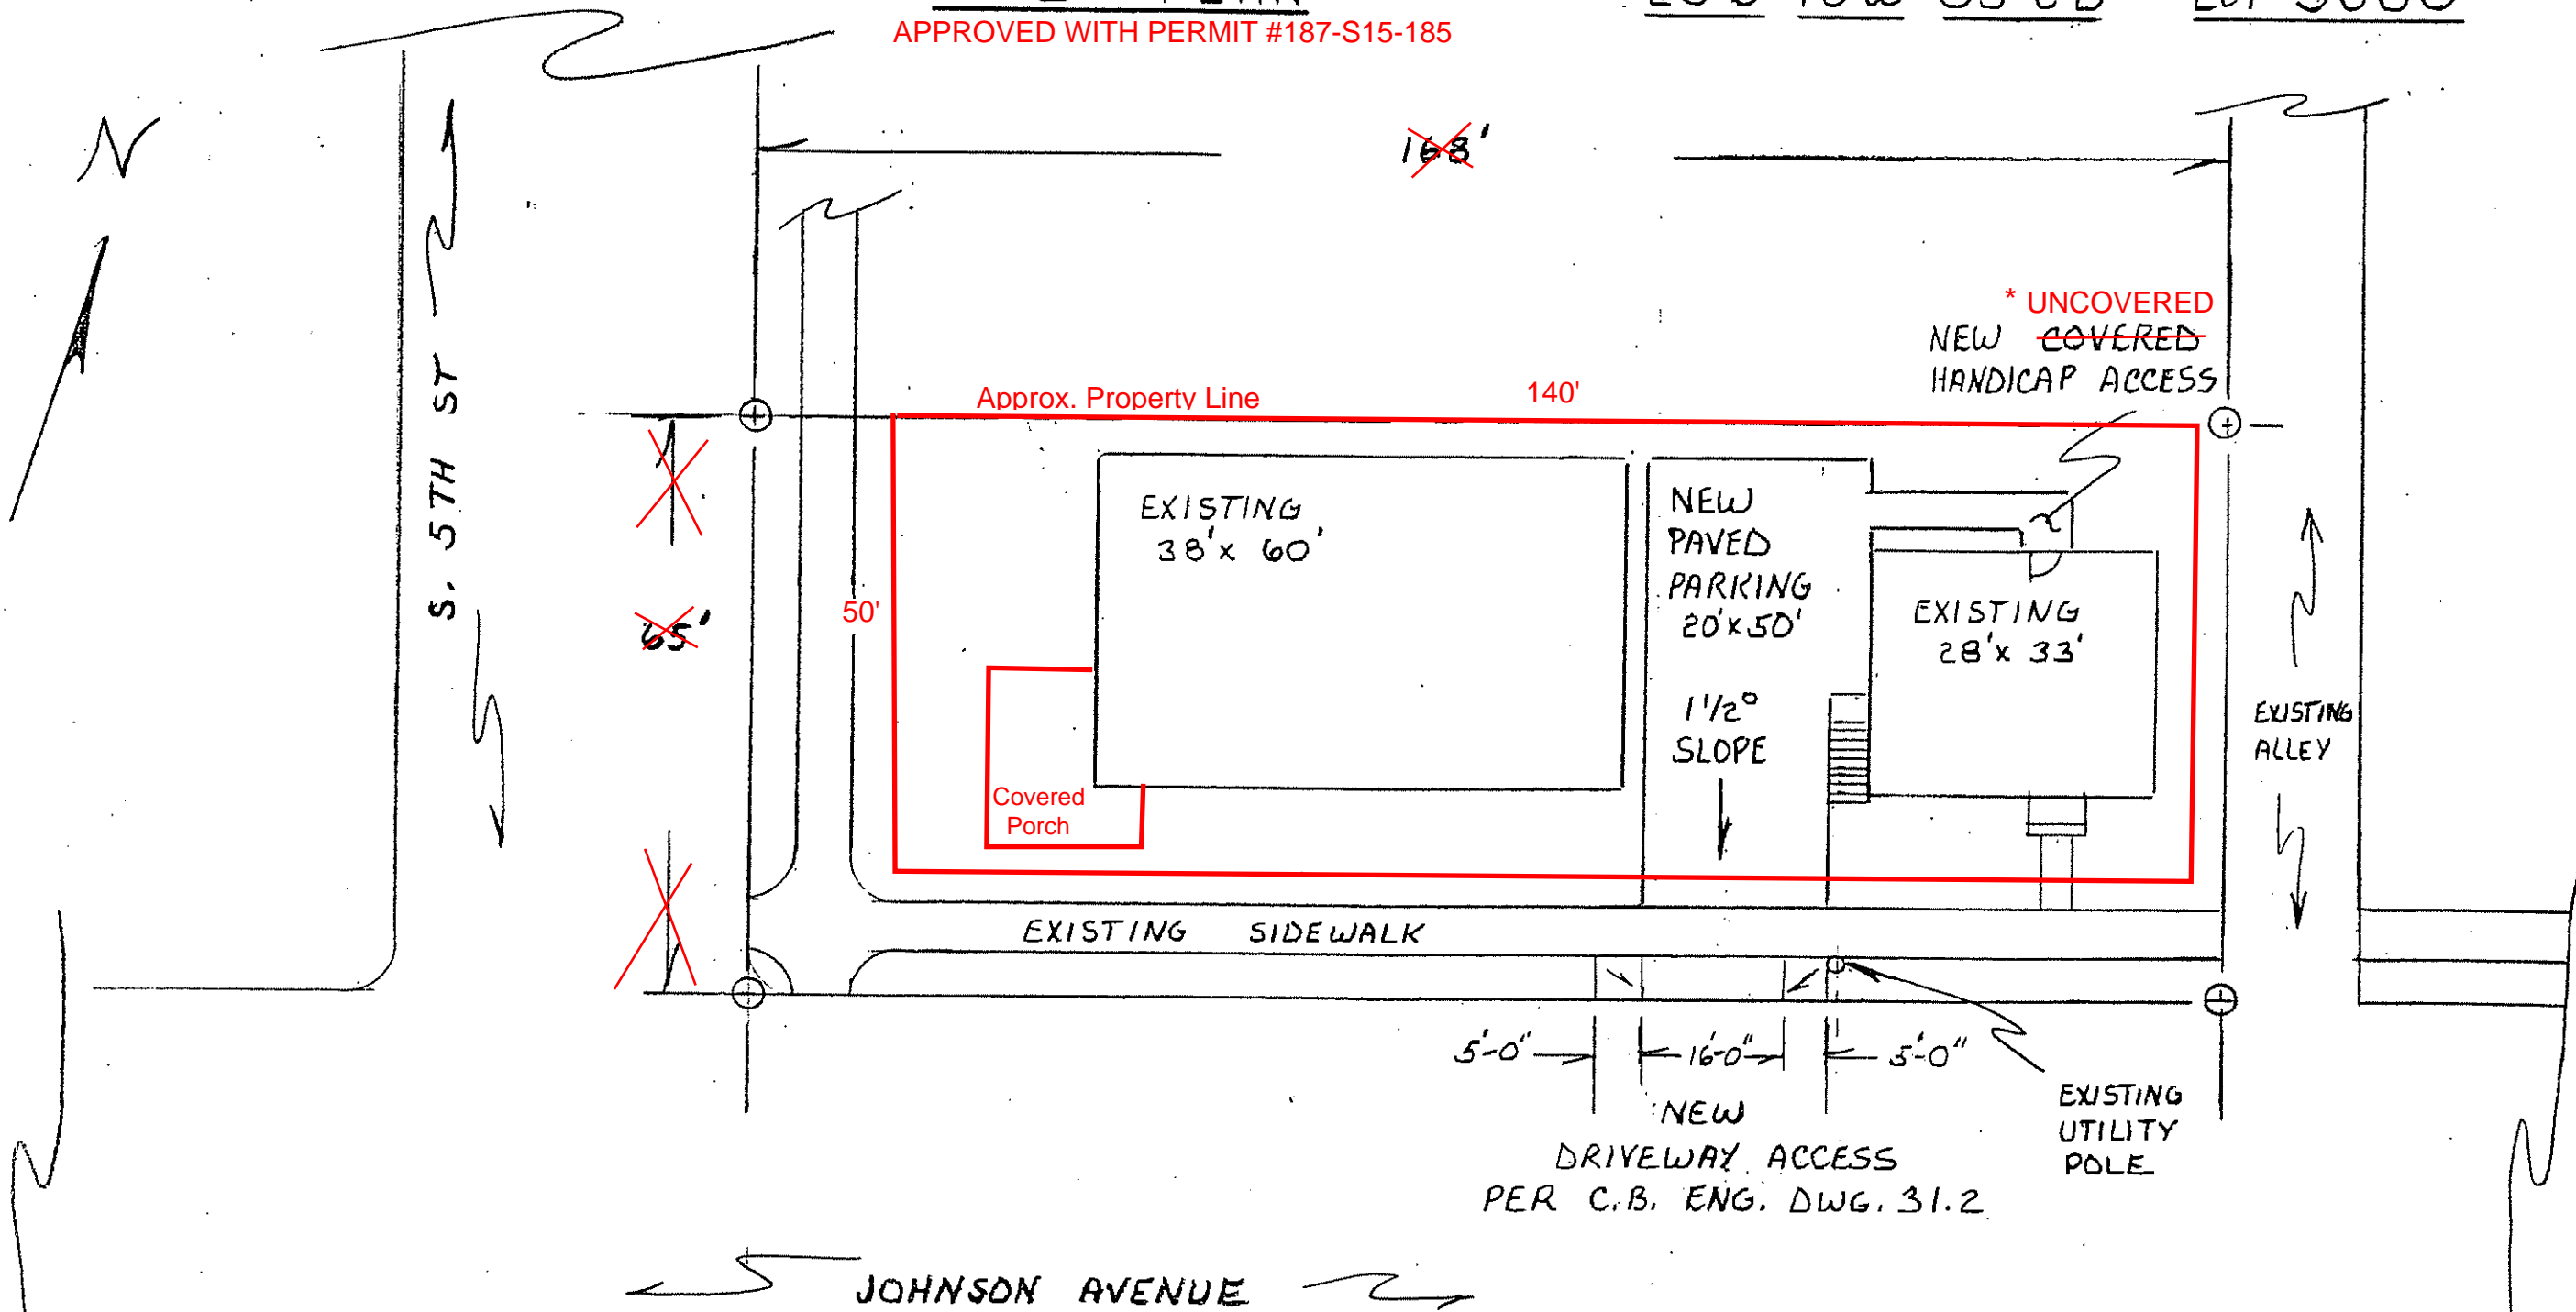 APPROVED WITH PERMIT #187-S15-185
N
168'
* UNCOVERED
NEW COVERED
HANDICAP ACCESS
Approx. Property Line
140'
S. 5TH ST
EXISTING
38' x 60'
NEW
PAVED
PARKING
20' x 50'
1 1/2°
SLOPE
EXISTING
28' x 33'
50'
65'
Covered
Porch
EXISTING
ALLEY
EXISTING SIDEWALK
5'-0"
16'-0"
5'-0"
NEW
DRIVEWAY ACCESS
PER C.B. ENG. DWG. 31.2
EXISTING
UTILITY
POLE
JOHNSON AVENUE